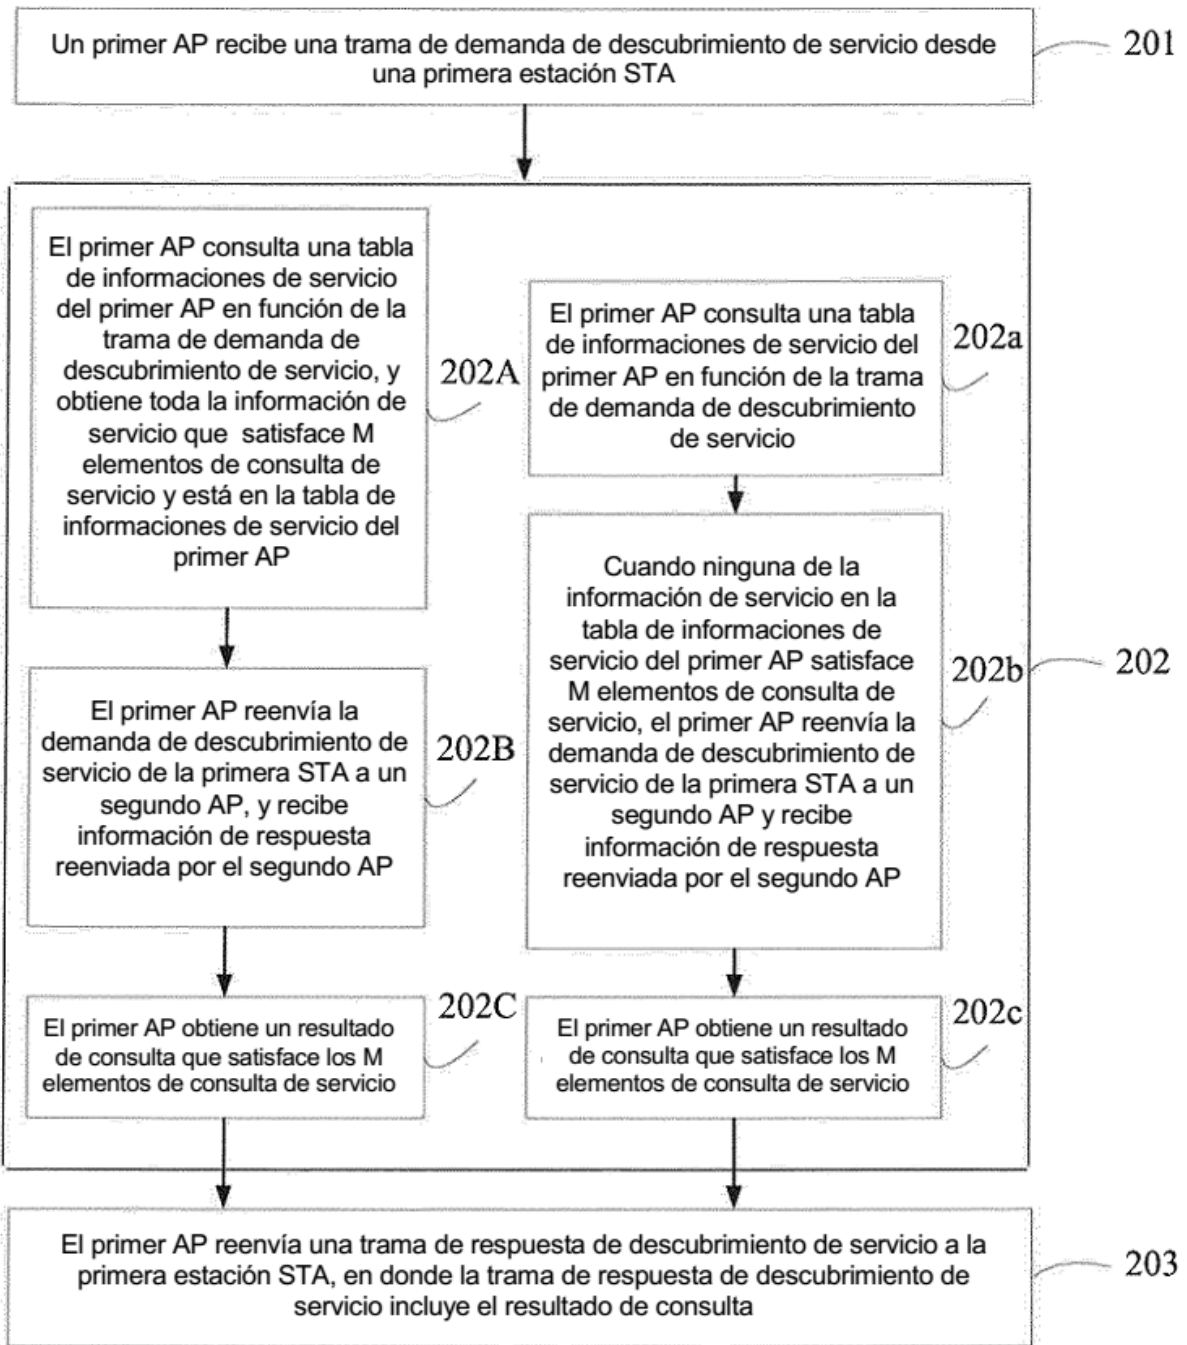 Un primer AP recibe una trama de demanda de descubrimiento de servicio desde
una primera estación STA
201
El primer AP consulta una tabla
de informaciones de servicio
del primer AP en función de la
trama de demanda de
descubrimiento de servicio, y
obtiene toda la información de
servicio que satisface M
elementos de consulta de
servicio y está en la tabla de
informaciones de servicio del
primer AP
202A
El primer AP reenvía la
demanda de descubrimiento de
servicio de la primera STA a un
segundo AP, y recibe
información de respuesta
reenviada por el segundo AP
202B
El primer AP obtiene un resultado
de consulta que satisface los M
elementos de consulta de servicio
202C
El primer AP consulta una tabla
de informaciones de servicio del
primer AP en función de la trama
de demanda de descubrimiento
de servicio
202a
Cuando ninguna de la
información de servicio en la
tabla de informaciones de
servicio del primer AP satisface
M elementos de consulta de
servicio, el primer AP reenvía la
demanda de descubrimiento de
servicio de la primera STA a un
segundo AP y recibe
información de respuesta
reenviada por el segundo AP
202b
El primer AP obtiene un resultado
de consulta que satisface los M
elementos de consulta de servicio
202c
202
El primer AP reenvía una trama de respuesta de descubrimiento de servicio a la
primera estación STA, en donde la trama de respuesta de descubrimiento de
servicio incluye el resultado de consulta
203